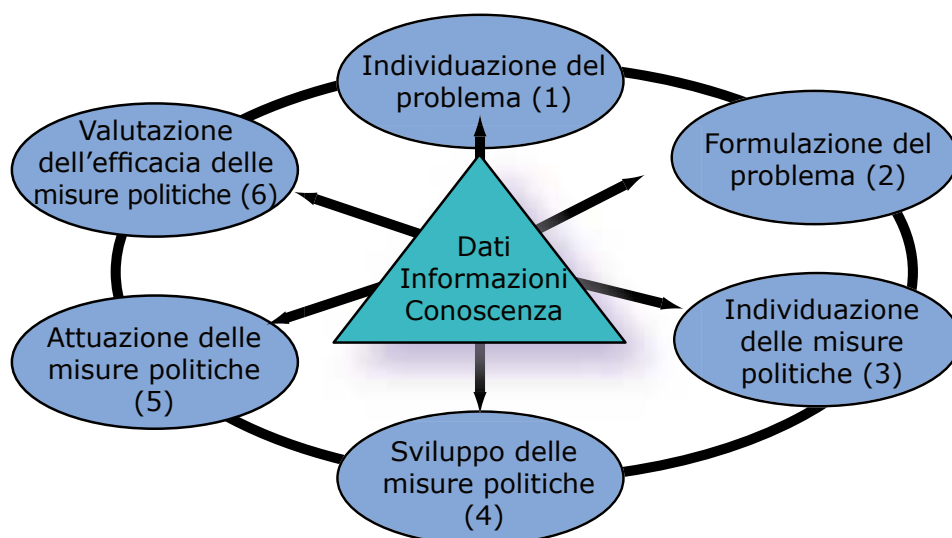 Individuazione del
problema (1)
Formulazione del
problema (2)
Individuazione
delle misure
politiche (3)
Sviluppo delle
misure politiche
(4)
Attuazione delle
misure politiche
(5)
Valutazione
dell’efficacia delle
misure politiche (6)
Dati
Informazioni
Conoscenza